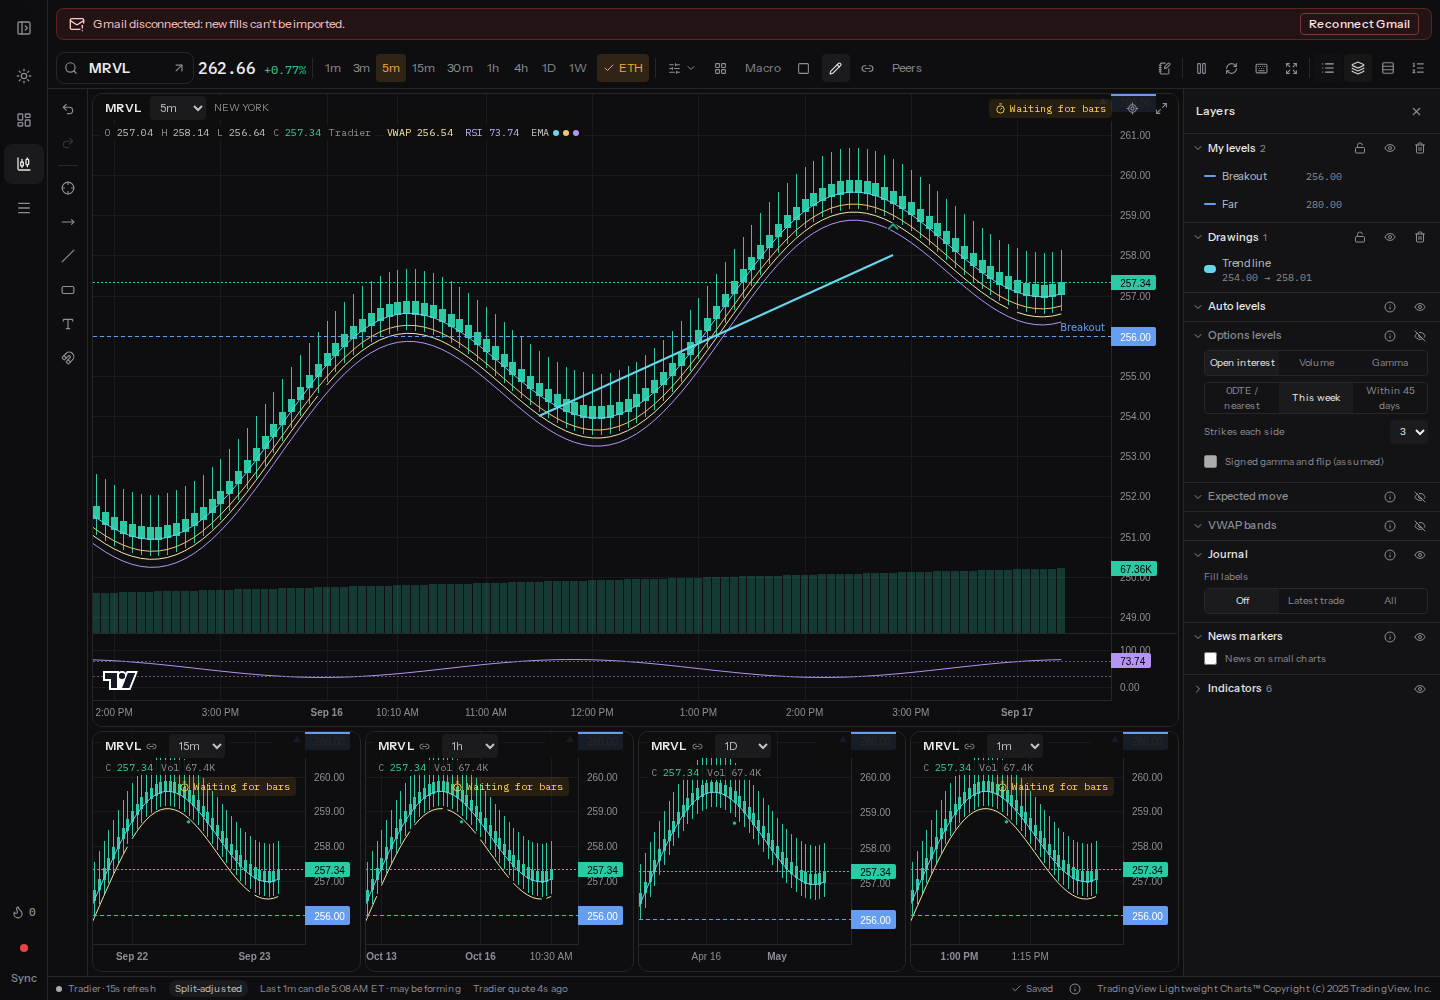 Gmail disconnected: new fills can't be imported.
Reconnect Gmail
MRVL 262.66 +0.77% 1m 3m 5m 15m 30m 1h 4h 1D 1W ETH Macro Peers
MRVL 5m NEW YORK Waiting for bars
O 257.04 H 258.14 L 256.64 C 257.34 Tradier VWAP 256.54 RSI 73.74 EMA
261.00
260.00
259.00
258.00
257.34
257.00
Breakout
256.00
255.00
254.00
253.00
252.00
251.00
67.36K
250.00
249.00
100.00
73.74
0.00
2:00 PM 3:00 PM Sep 16 10:10 AM 11:00 AM 12:00 PM 1:00 PM 2:00 PM 3:00 PM Sep 17
MRVL 15m
C 257.34 Vol 67.4K
Waiting for bars
260.00
259.00
258.00
257.34
257.00
256.00
Sep 22 Sep 23
MRVL 1h
C 257.34 Vol 67.4K
Waiting for bars
260.00
259.00
258.00
257.34
257.00
256.00
Oct 13 Oct 16 10:30 AM
MRVL 1D
C 257.34 Vol 67.4K
260.00
259.00
258.00
257.34
257.00
256.00
Apr 16 May
MRVL 1m
C 257.34 Vol 67.4K
Waiting for bars
260.00
259.00
258.00
257.34
257.00
256.00
1:00 PM 1:15 PM
Layers
My levels 2
Breakout 256.00
Far 280.00
Drawings 1
Trend line
254.00 → 258.01
Auto levels
Options levels
Open interest Volume Gamma
0DTE / nearest This week Within 45 days
Strikes each side 3
Signed gamma and flip (assumed)
Expected move
VWAP bands
Journal
Fill labels
Off Latest trade All
News markers
News on small charts
Indicators 6
0
Sync
Tradier · 15s refresh Split-adjusted Last 1m candle 5:08 AM ET · may be forming Tradier quote 4s ago Saved TradingView Lightweight Charts™ Copyright (c) 2025 TradingView, Inc.